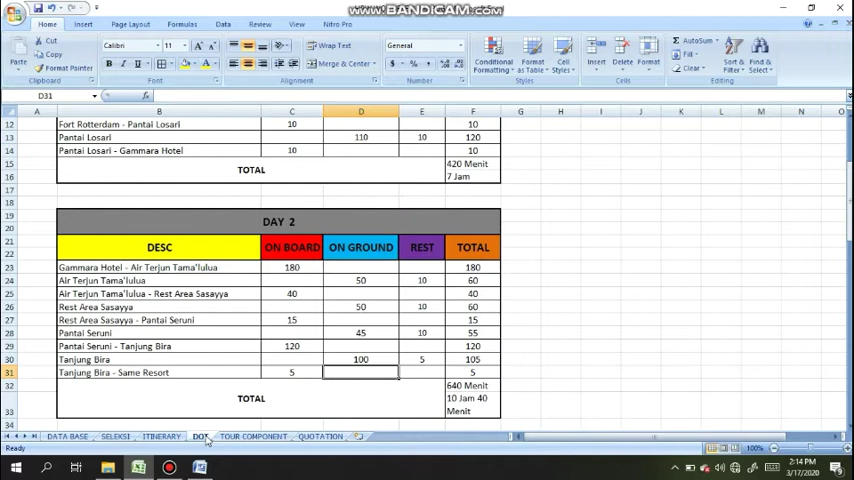 www.BANDICAM.com
Home Insert Page Layout Formulas Data Review View Nitro Pro
Cut
Copy
Format Painter
Paste
Clipboard
Calibri 11
Font
Wrap Text
Merge & Center
Alignment
General
Number
Conditional Formatting
Format as Table
Cell Styles
Styles
Insert Delete Format
Cells
AutoSum
Fill
Clear
Sort & Filter
Find & Select
Editing
D31
A B C D E F G H I J K L M N O
12 Fort Rotterdam - Pantai Losari 10 10
13 Pantai Losari 110 10 120
14 Pantai Losari - Gammara Hotel 10 10
15 TOTAL 420 Menit
16 7 Jam
17
18
19
20 DAY 2
21
22 DESC ON BOARD ON GROUND REST TOTAL
23 Gammara Hotel - Air Terjun Tama'lulua 180 180
24 Air Terjun Tama'lulua 50 10 60
25 Air Terjun Tama'lulua - Rest Area Sasayya 40 40
26 Rest Area Sasayya 50 10 60
27 Rest Area Sasayya - Pantai Seruni 15 15
28 Pantai Seruni 45 10 55
29 Pantai Seruni - Tanjung Bira 120 120
30 Tanjung Bira 100 5 105
31 Tanjung Bira - Same Resort 5 5
32 TOTAL 640 Menit
33 10 Jam 40 Menit
34
DATA BASE SELEKSI ITINERARY DOT TOUR COMPONENT QUOTATION
Ready 100%
2:14 PM
3/17/2020